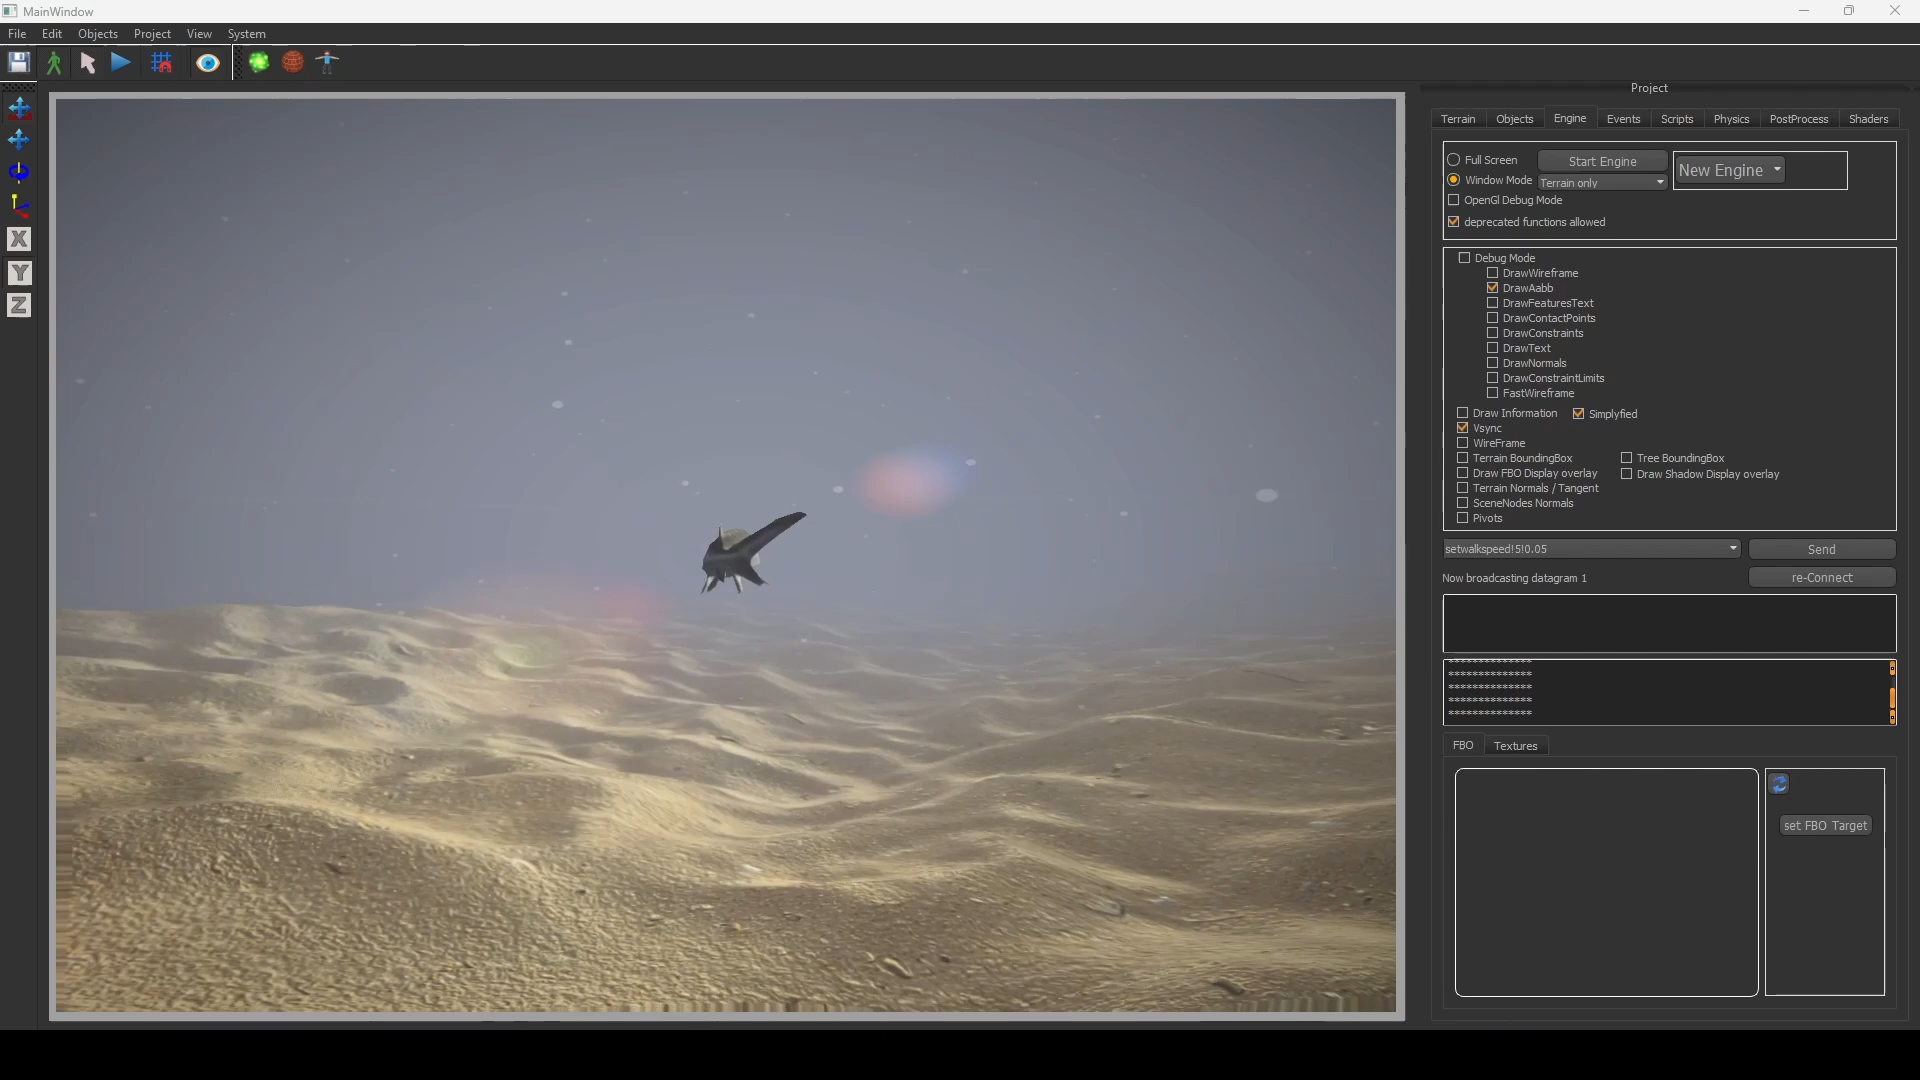 MainWindow
File Edit Objects Project View System
X
Y
Z
Project
Terrain Objects Engine Events Scripts Physics PostProcess Shaders
Full Screen Start Engine New Engine
Window Mode Terrain only
OpenGl Debug Mode
deprecated functions allowed
Debug Mode
DrawWireframe
DrawAabb
DrawFeaturesText
DrawContactPoints
DrawConstraints
DrawText
DrawNormals
DrawConstraintLimits
FastWireframe
Draw Information Simplyfied
Vsync
WireFrame
Terrain BoundingBox Tree BoundingBox
Draw FBO Display overlay Draw Shadow Display overlay
Terrain Normals / Tangent
SceneNodes Normals
Pivots
setwalkspeed!5!0.05 Send
Now broadcasting datagram 1 re-Connect
**************
**************
**************
**************
**************
FBO Textures
set FBO Target